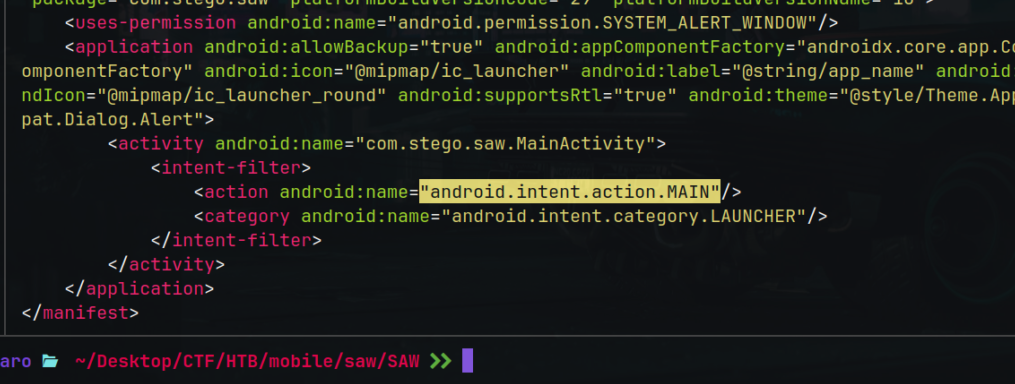 package="com.stego.saw" platformBuildVersionCode="29" platformBuildVersionName="10">
<uses-permission android:name="android.permission.SYSTEM_ALERT_WINDOW"/>
<application android:allowBackup="true" android:appComponentFactory="androidx.core.app.Co
omponentFactory" android:icon="@mipmap/ic_launcher" android:label="@string/app_name" android:
ndIcon="@mipmap/ic_launcher_round" android:supportsRtl="true" android:theme="@style/Theme.App
pat.Dialog.Alert">
<activity android:name="com.stego.saw.MainActivity">
<intent-filter>
<action android:name="android.intent.action.MAIN"/>
<category android:name="android.intent.category.LAUNCHER"/>
</intent-filter>
</activity>
</application>
</manifest>
aro ~/Desktop/CTF/HTB/mobile/saw/SAW >>